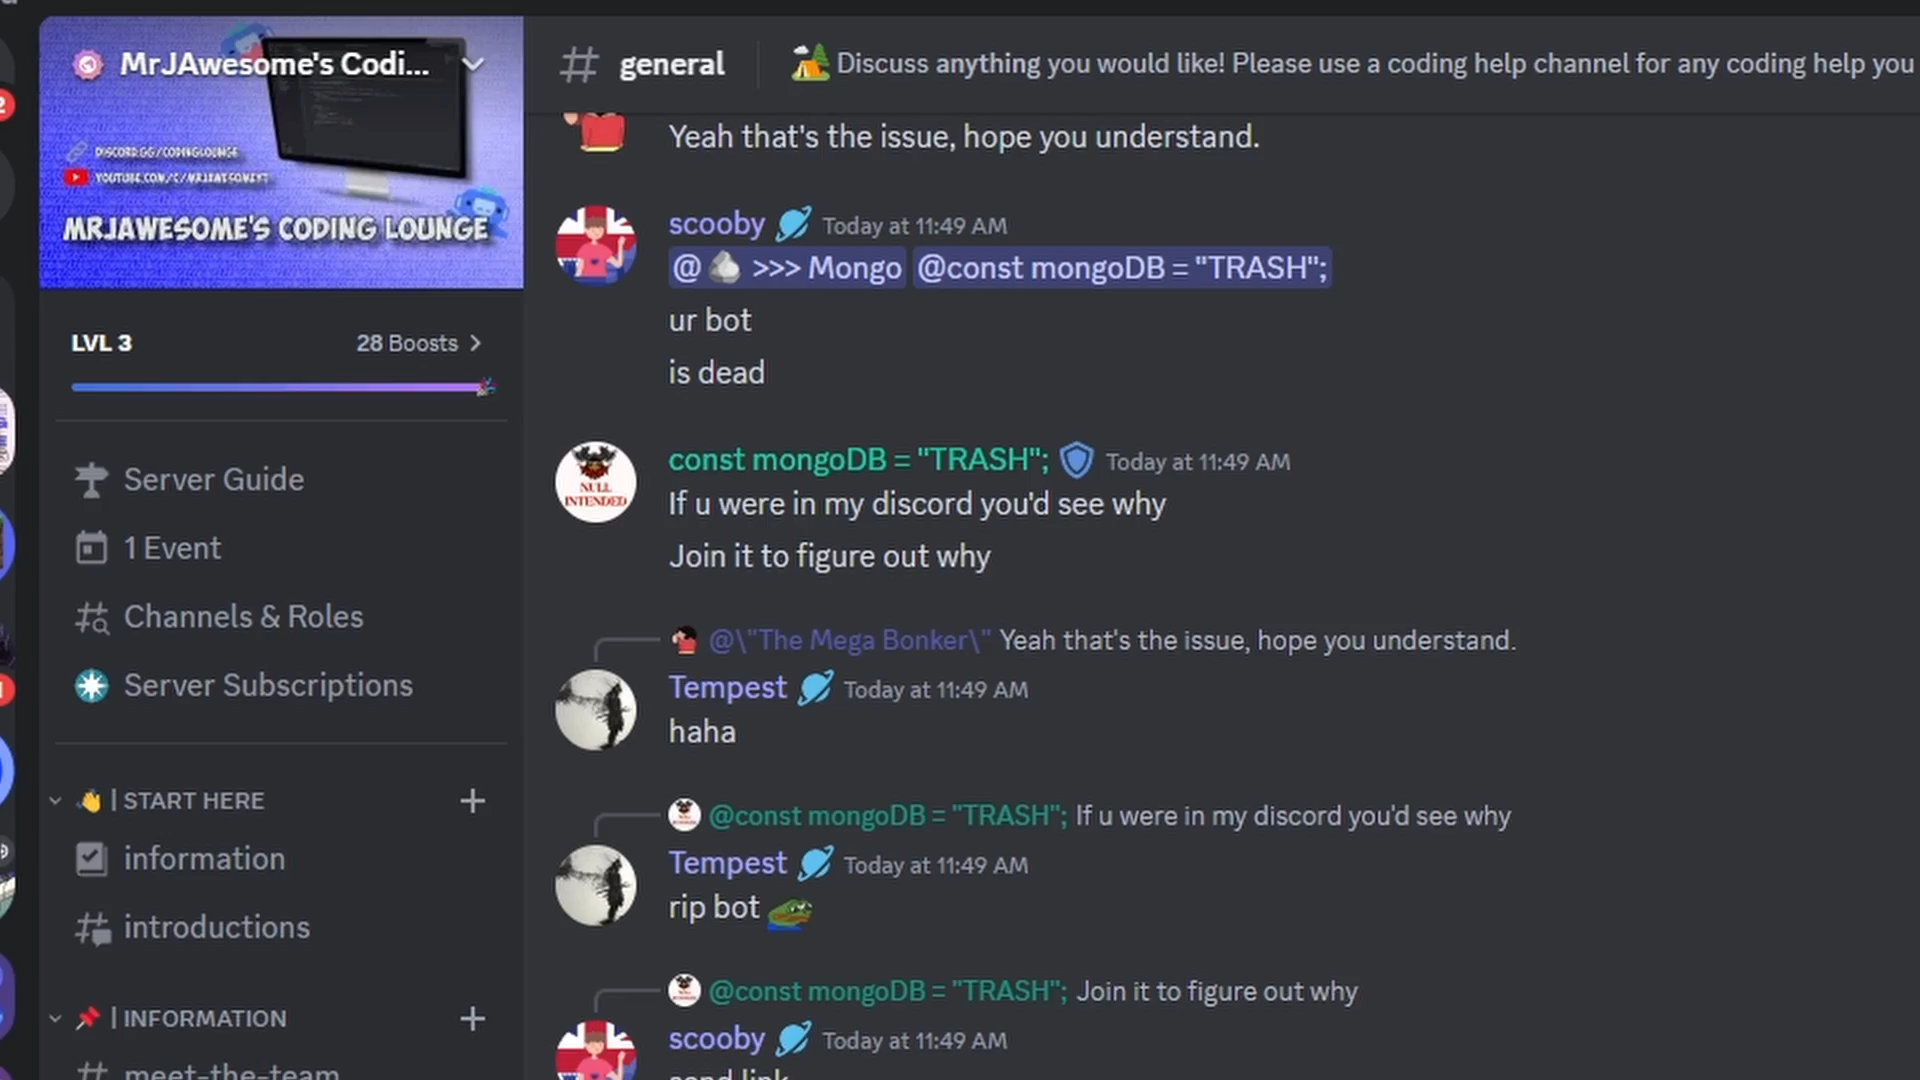 MrJAwesome's Codi...
DISCORD.GG/CODINGLOUNGE
YOUTUBE.COM/C/MRJAWESOMEYT
MRJAWESOME'S CODING LOUNGE
LVL 3
28 Boosts
Server Guide
1 Event
Channels & Roles
Server Subscriptions
| START HERE
information
introductions
| INFORMATION
meet-the-team
general
Discuss anything you would like! Please use a coding help channel for any coding help you
Yeah that's the issue, hope you understand.
scooby Today at 11:49 AM
@ >>> Mongo @const mongoDB = "TRASH";
ur bot
is dead
NULL
INTENDED
const mongoDB = "TRASH"; Today at 11:49 AM
If u were in my discord you'd see why
Join it to figure out why
@\"The Mega Bonker\" Yeah that's the issue, hope you understand.
Tempest Today at 11:49 AM
haha
@const mongoDB = "TRASH"; If u were in my discord you'd see why
Tempest Today at 11:49 AM
rip bot
@const mongoDB = "TRASH"; Join it to figure out why
scooby Today at 11:49 AM
send link